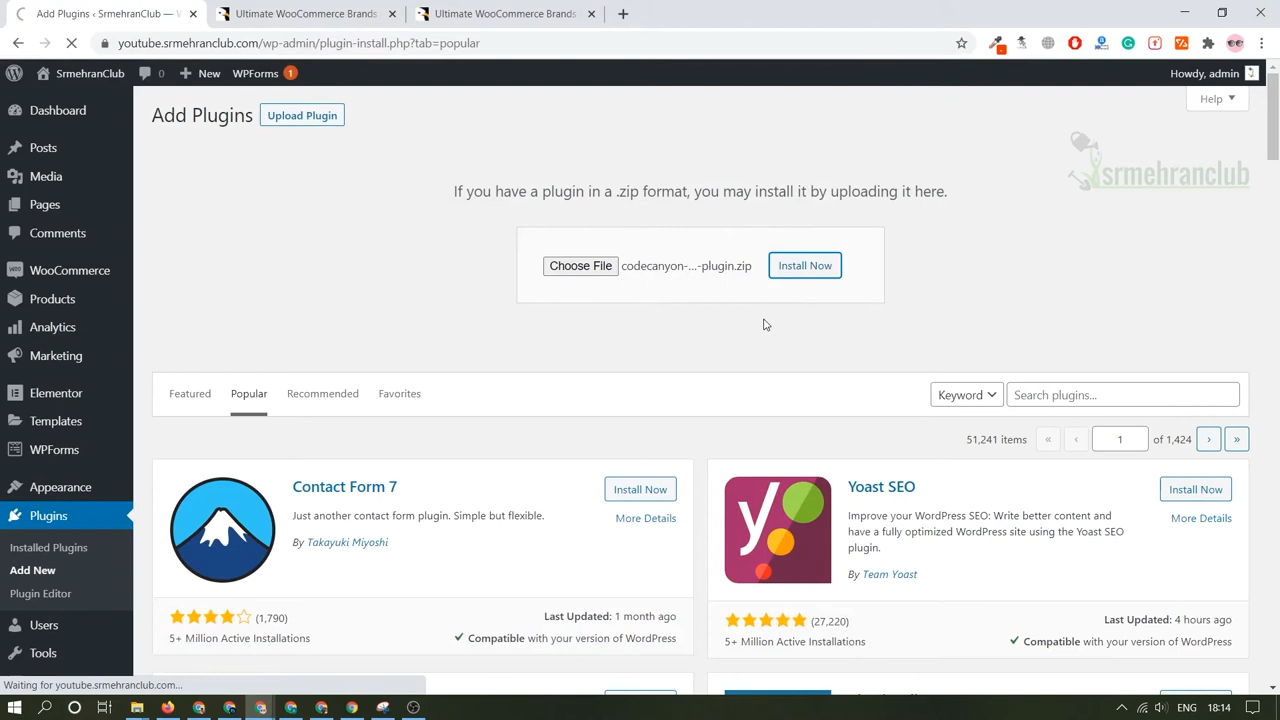 Add Plugins ‹ SrmehranClub — W
Ultimate WooCommerce Brands
Ultimate WooCommerce Brands
youtube.srmehranclub.com/wp-admin/plugin-install.php?tab=popular
SrmehranClub 0 New WPForms 1 Howdy, admin
Dashboard
Posts
Media
Pages
Comments
WooCommerce
Products
Analytics
Marketing
Elementor
Templates
WPForms
Appearance
Plugins
Installed Plugins
Add New
Plugin Editor
Users
Tools
Help
Add Plugins Upload Plugin
srmehranclub
If you have a plugin in a .zip format, you may install it by uploading it here.
Choose File codecanyon-...-plugin.zip Install Now
Featured Popular Recommended Favorites Keyword Search plugins...
51,241 items « ‹ 1 of 1,424 › »
Contact Form 7
Install Now
Just another contact form plugin. Simple but flexible.
More Details
By Takayuki Miyoshi
(1,790)
Last Updated: 1 month ago
5+ Million Active Installations
Compatible with your version of WordPress
Yoast SEO
Install Now
Improve your WordPress SEO: Write better content and
More Details
have a fully optimized WordPress site using the Yoast SEO
plugin.
By Team Yoast
(27,220)
Last Updated: 4 hours ago
5+ Million Active Installations
Compatible with your version of WordPress
Waiting for youtube.srmehranclub.com...
ENG 18:14